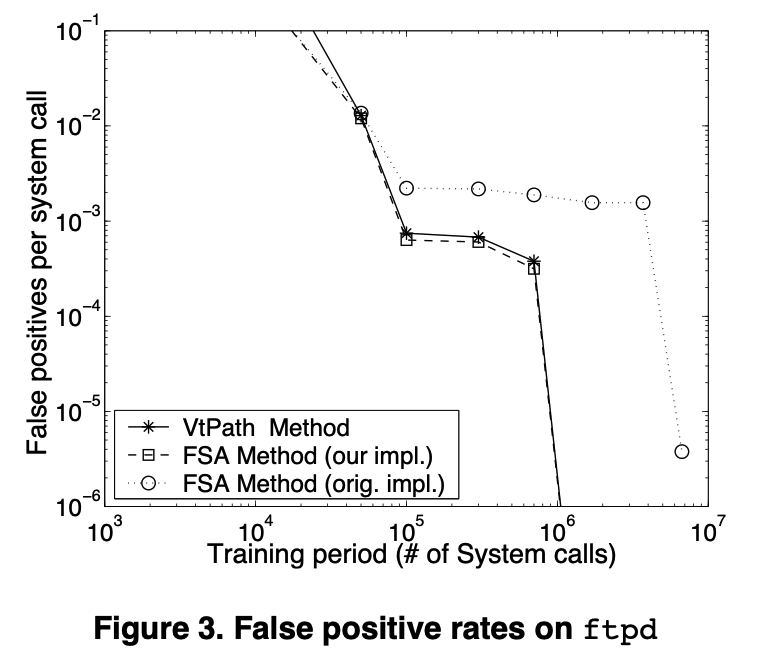 10^-1
10^-2
10^-3
10^-4
10^-5
10^-6
False positives per system call
VtPath Method
FSA Method (our impl.)
FSA Method (orig. impl.)
10^3 10^4 10^5 10^6 10^7
Training period (# of System calls)
Figure 3. False positive rates on ftpd